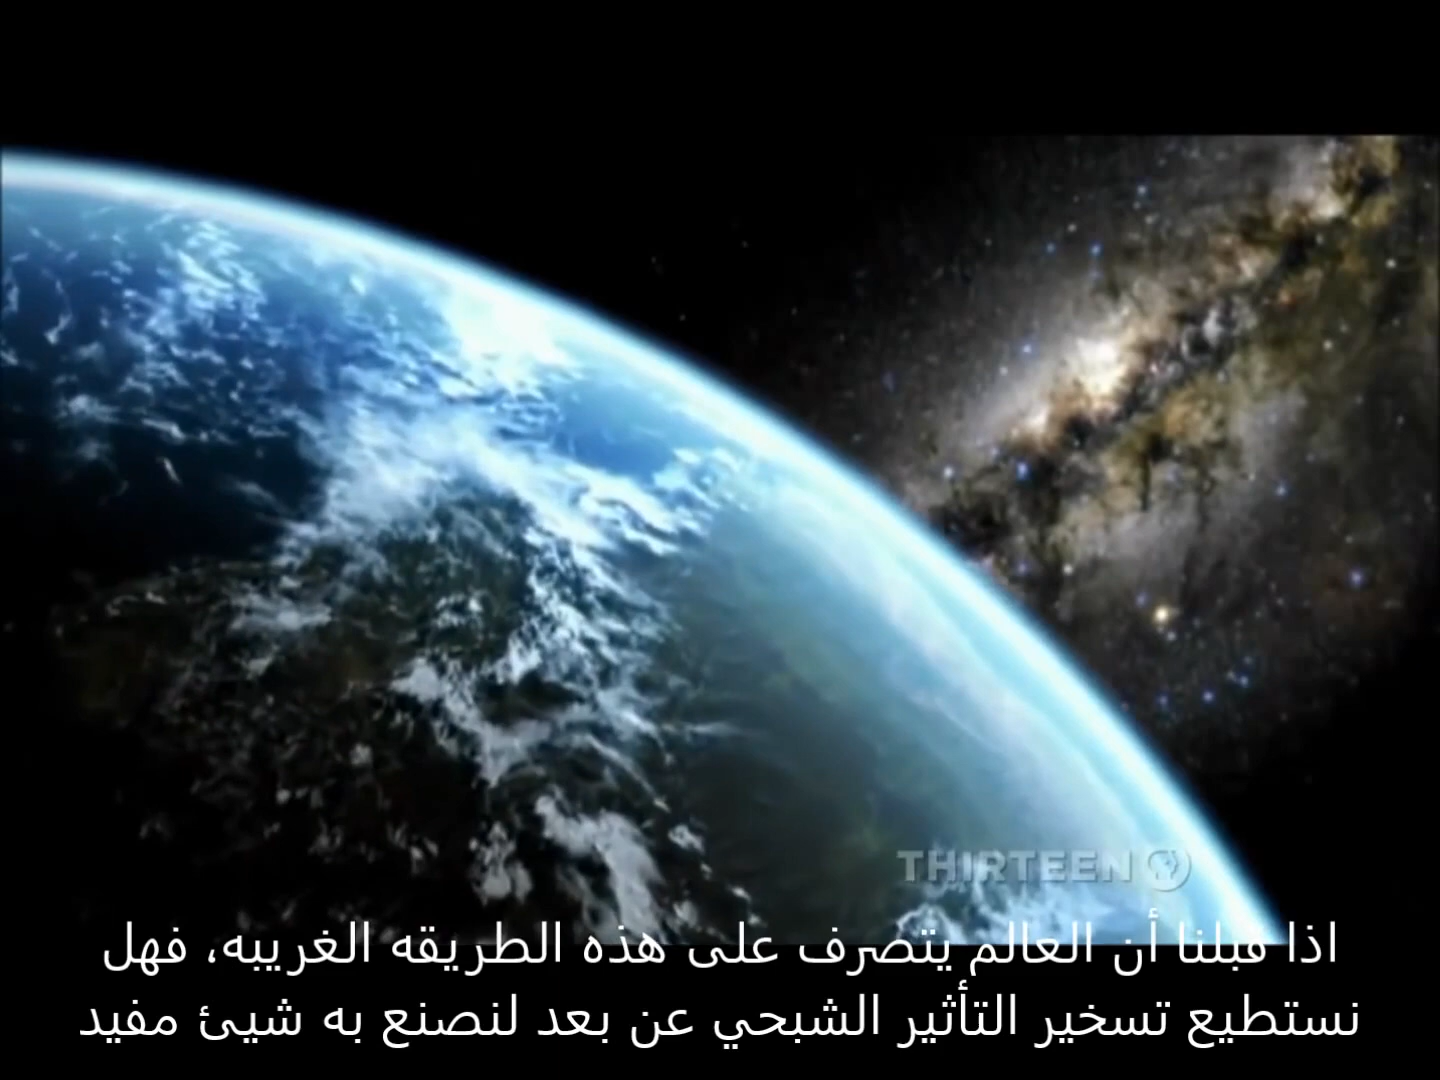 THIRTEEN
اذا قبلنا أن العالم يتصرف على هذه الطريقه الغريبه، فهل
نستطيع تسخير التأثير الشبحي عن بعد لنصنع به شيئ مفيد